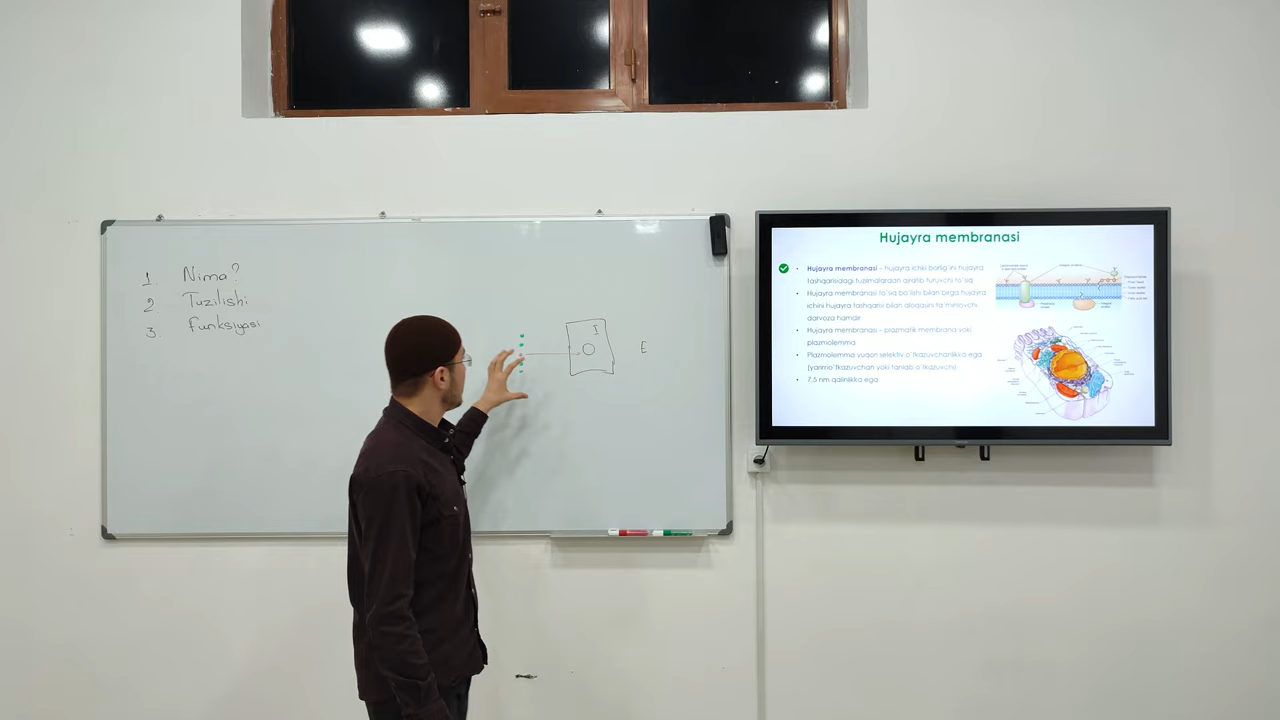 1 Nima?
2 Tuzilishi
3. Funksiyasi
I
E
Hujayra membranasi
• Hujayra membranasi – hujayra ichki borlig'ini hujayra
tashqarisidagi tuzilmalardan ajratib turuvchi to'siq
• Hujayra membranasi to'siq bo'lishi bilan birga hujayra
ichini hujayra tashqarisi bilan aloqasini ta'minlovchi
darvoza hamdir
• Hujayra membranasi – plazmatik membrana yoki
plazmolemma
• Plazmolemma yuqori selektiv o'tkazuvchanlikka ega
(yarimo'tkazuvchan yoki tanlab o'tkazuvchi)
• 7,5 nm qalinlikka ega